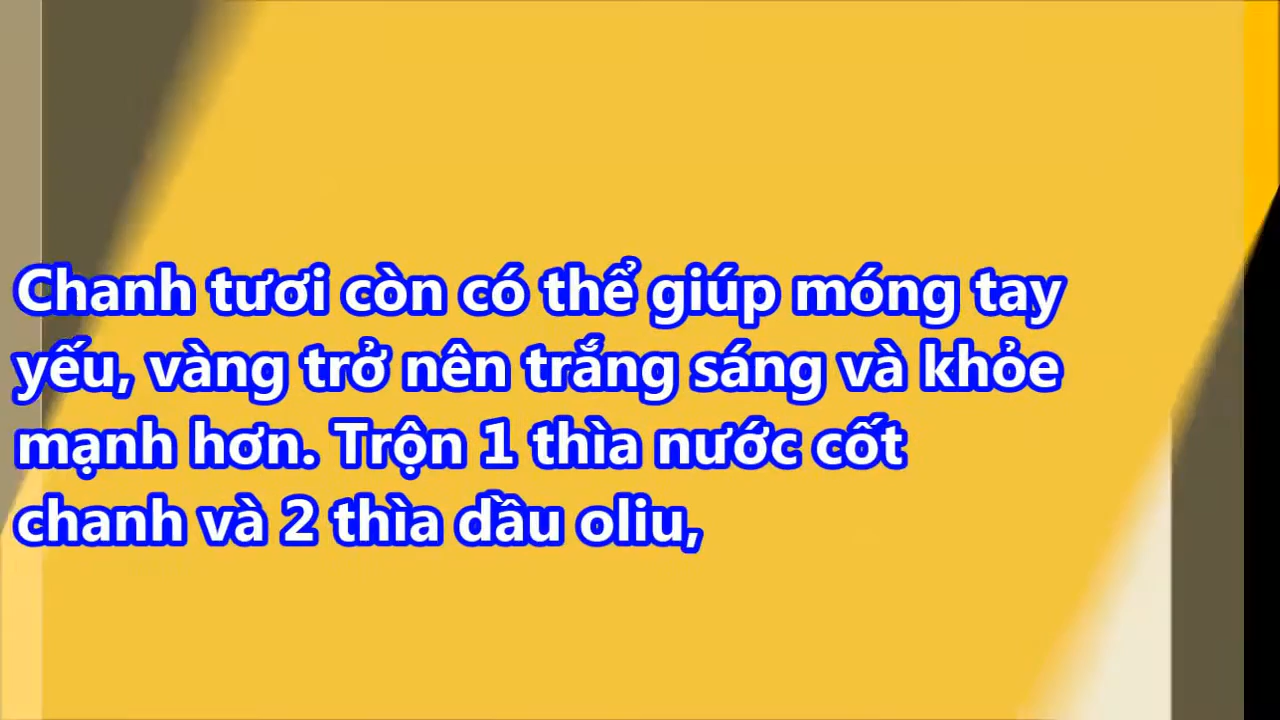 Chanh tươi còn có thể giúp móng tay
yếu, vàng trở nên trắng sáng và khỏe
mạnh hơn. Trộn 1 thìa nước cốt
chanh và 2 thìa dầu oliu,